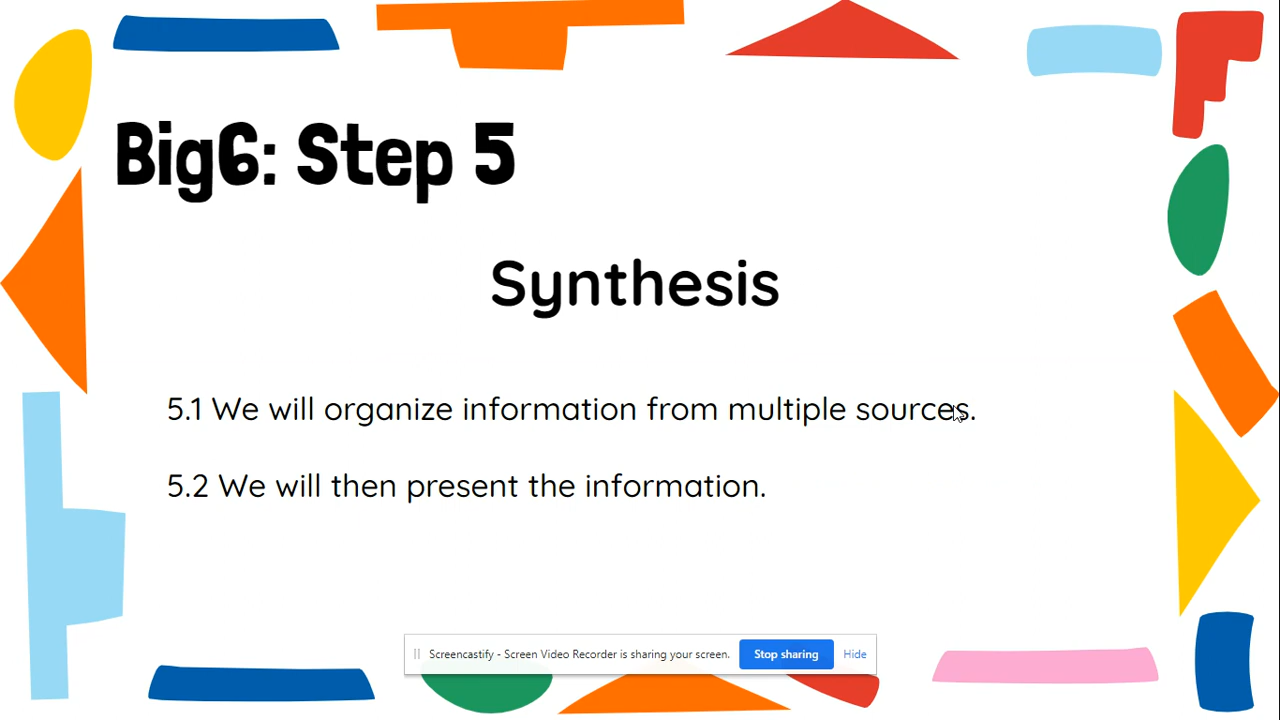 Big6: Step 5
Synthesis
5.1 We will organize information from multiple sources.
5.2 We will then present the information.
Screencastify - Screen Video Recorder is sharing your screen. Stop sharing Hide